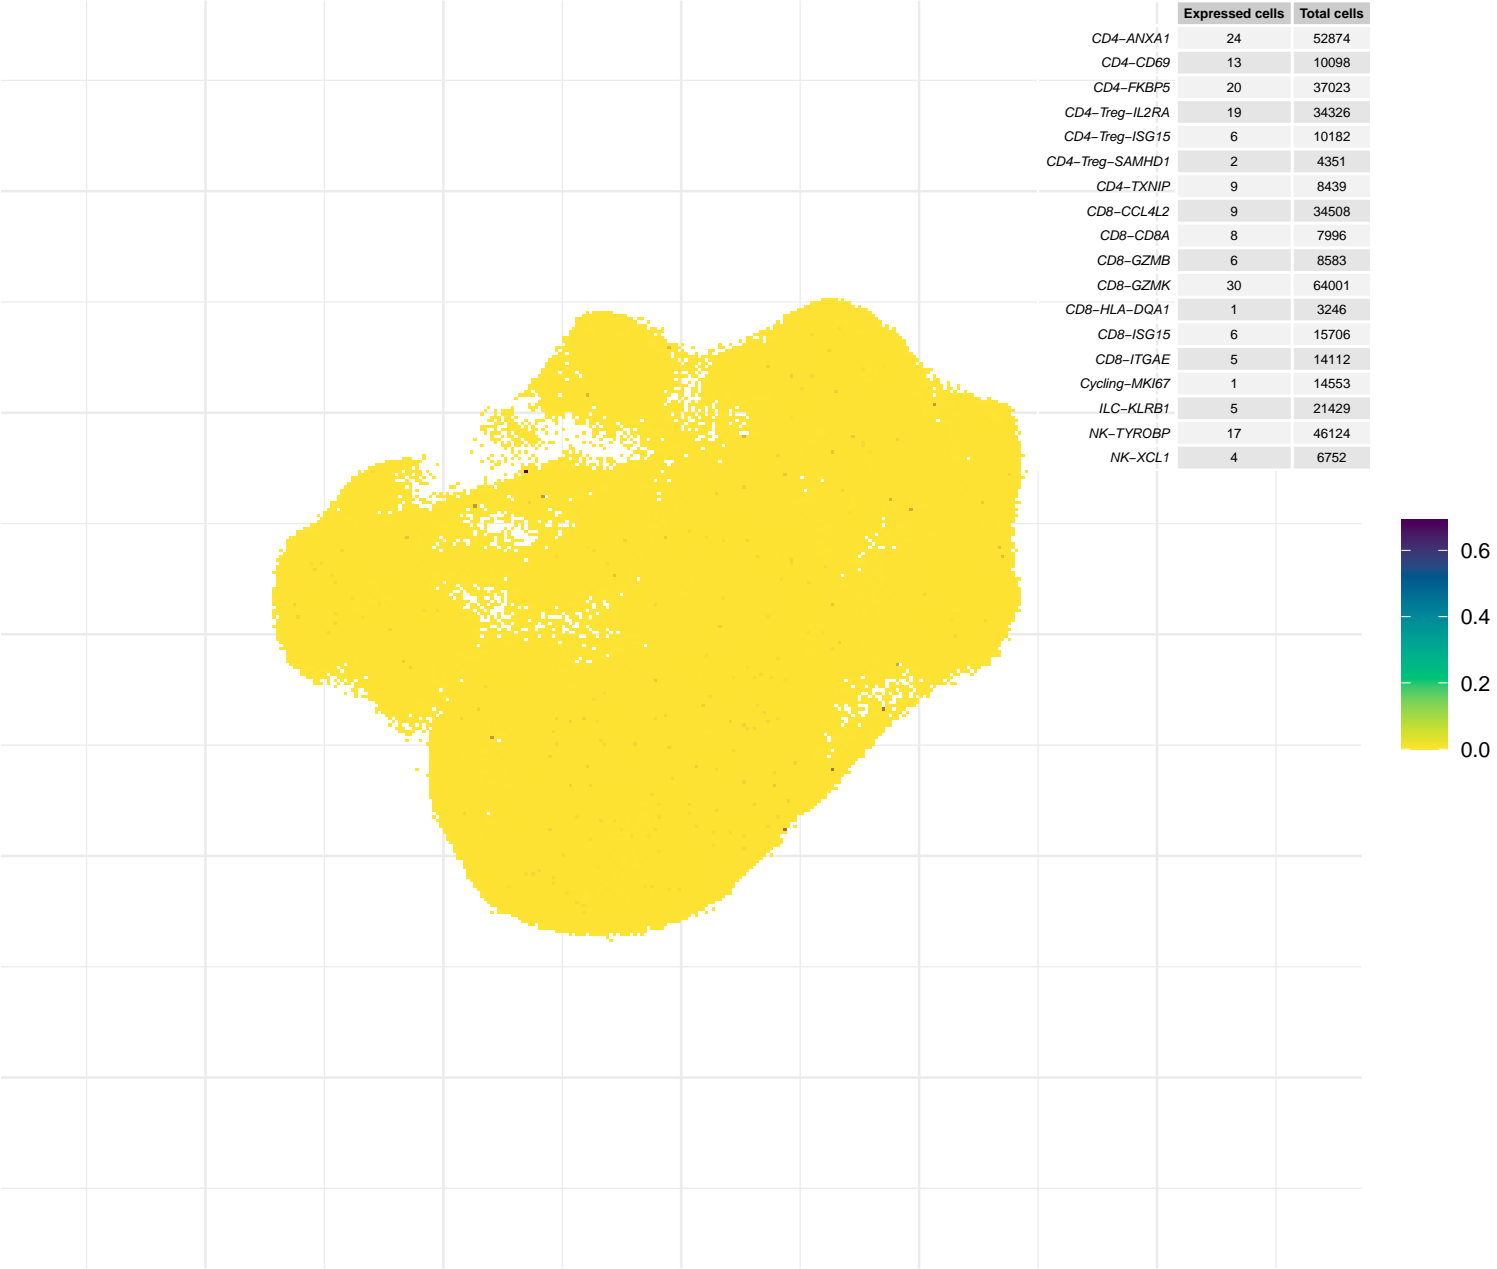 Expressed cells Total cells
CD4−ANXA1 24 52874
CD4−CD69 13 10098
CD4−FKBP5 20 37023
CD4−Treg−IL2RA 19 34326
CD4−Treg−ISG15 6 10182
CD4−Treg−SAMHD1 2 4351
CD4−TXNIP 9 8439
CD8−CCL4L2 9 34508
CD8−CD8A 8 7996
CD8−GZMB 6 8583
CD8−GZMK 30 64001
CD8−HLA−DQA1 1 3246
CD8−ISG15 6 15706
CD8−ITGAE 5 14112
Cycling−MKI67 1 14553
ILC−KLRB1 5 21429
NK−TYROBP 17 46124
NK−XCL1 4 6752
0.6
0.4
0.2
0.0